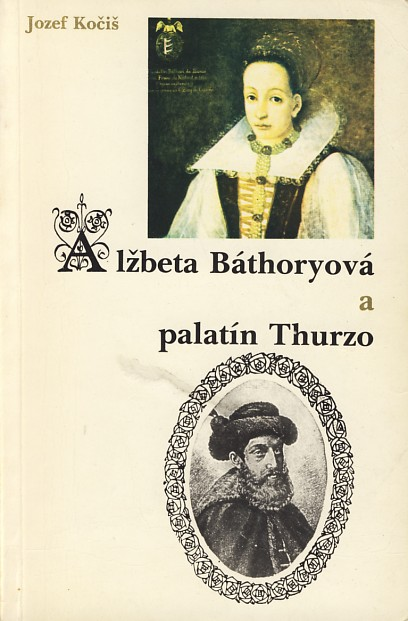 Jozef Kočiš
Alžbeta Báthoryová
a
palatín Thurzo